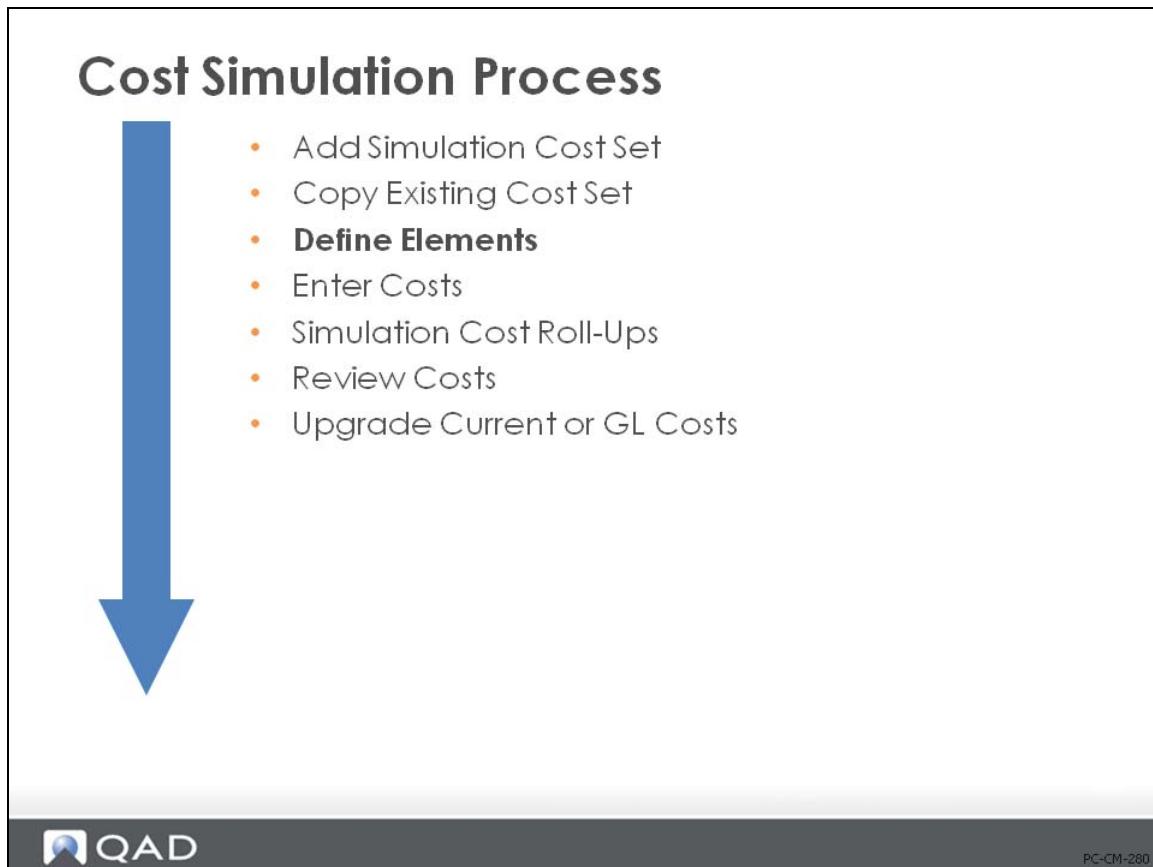 Cost Simulation Process
• Add Simulation Cost Set
• Copy Existing Cost Set
• Define Elements
• Enter Costs
• Simulation Cost Roll-Ups
• Review Costs
• Upgrade Current or GL Costs
QAD
PC-CM-280